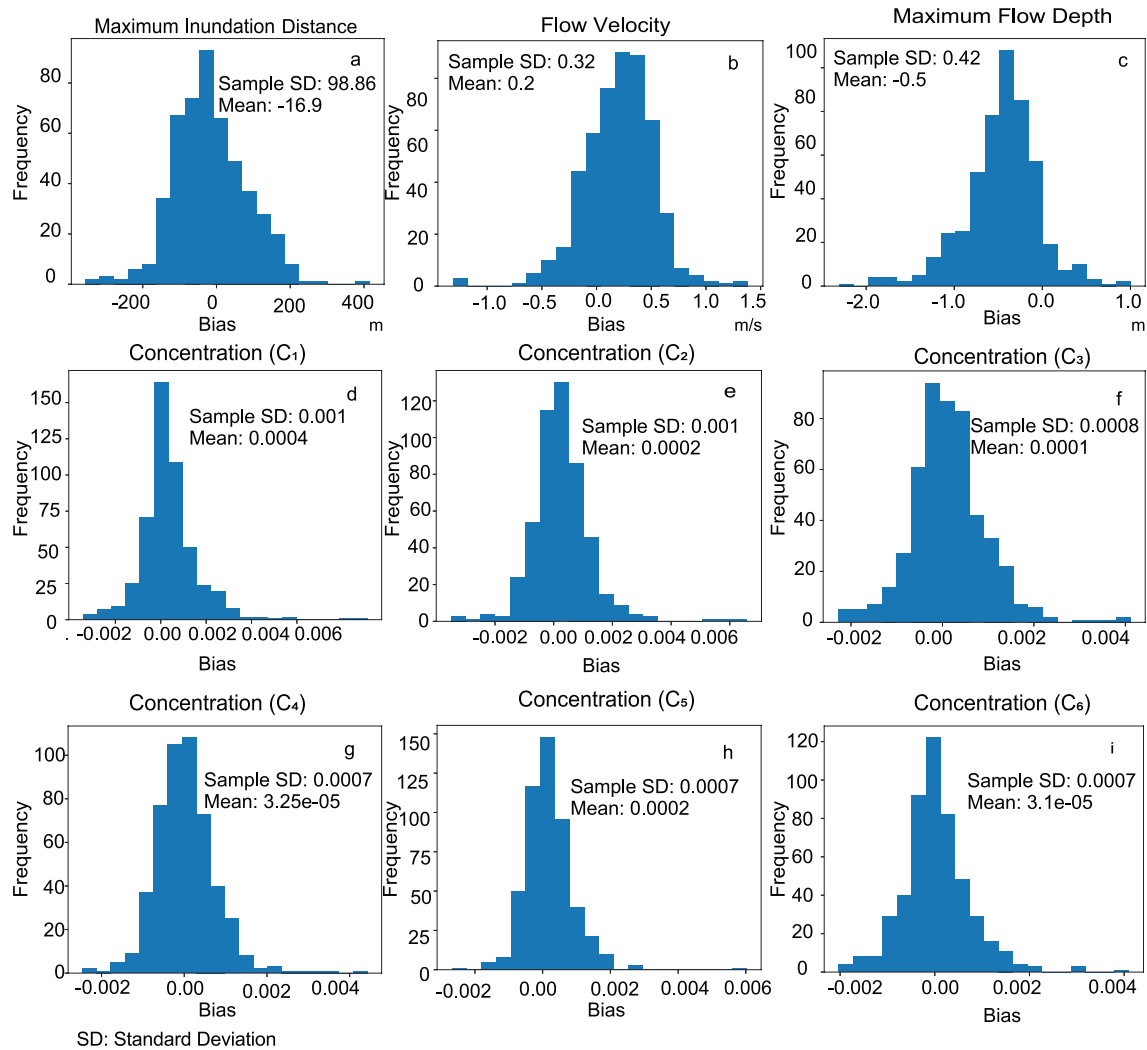 Maximum Inundation Distance
a
Sample SD: 98.86
Mean: -16.9
Frequency
80
60
40
20
0
-200
0
200
400
Bias
m
Flow Velocity
b
Sample SD: 0.32
Mean: 0.2
Frequency
80
60
40
20
0
-1.0
-0.5
0.0
0.5
1.0
1.5
Bias
m/s
Maximum Flow Depth
c
Sample SD: 0.42
Mean: -0.5
Frequency
100
80
60
40
20
0
-2.0
-1.0
0.0
1.0
Bias
m
Concentration (C₁)
d
Sample SD: 0.001
Mean: 0.0004
Frequency
150
125
100
75
50
25
0
-0.002
0.00
0.002
0.004
0.006
Bias
Concentration (C₂)
e
Sample SD: 0.001
Mean: 0.0002
Frequency
120
100
80
60
40
20
0
-0.002
0.00
0.002
0.004
0.006
Bias
Concentration (C₃)
f
Sample SD: 0.0008
Mean: 0.0001
Frequency
80
60
40
20
0
-0.002
0.00
0.002
0.004
Bias
Concentration (C₄)
g
Sample SD: 0.0007
Mean: 3.25e-05
Frequency
100
80
60
40
20
0
-0.002
0.00
0.002
0.004
Bias
Concentration (C₅)
h
Sample SD: 0.0007
Mean: 0.0002
Frequency
150
125
100
75
50
25
0
-0.002
0.00
0.002
0.004
0.006
Bias
Concentration (C₆)
i
Sample SD: 0.0007
Mean: 3.1e-05
Frequency
120
100
80
60
40
20
0
-0.002
0.00
0.002
0.004
Bias
SD: Standard Deviation